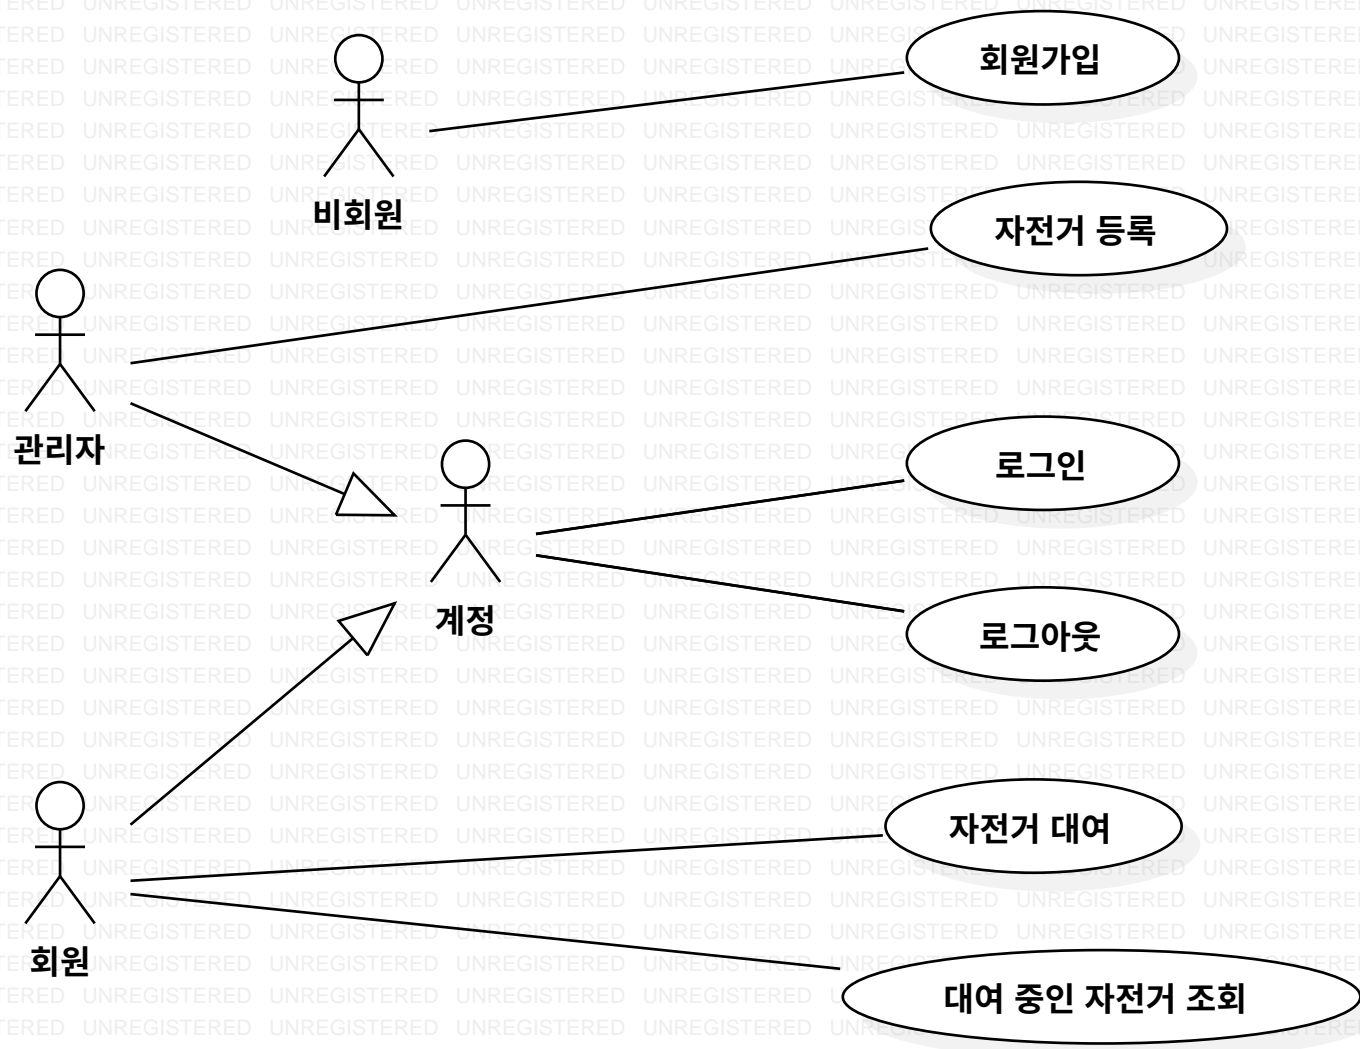 회원가입
비회원
자전거 등록
관리자
로그인
계정
로그아웃
자전거 대여
회원
대여 중인 자전거 조회
UNREGISTERED